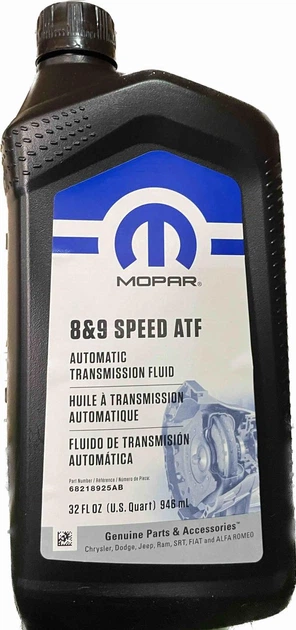 MOPAR®
8&9 SPEED ATF
AUTOMATIC
TRANSMISSION FLUID
HUILE À TRANSMISSION
AUTOMATIQUE
FLUIDO DE TRANSMISIÓN
AUTOMÁTICA
Part Number / Référence / Número de Pieza:
68218925AB
32 FL OZ (U.S. Quart) 946 mL
Genuine Parts & Accessories™
Chrysler, Dodge, Jeep, Ram, SRT, FIAT and ALFA ROMEO